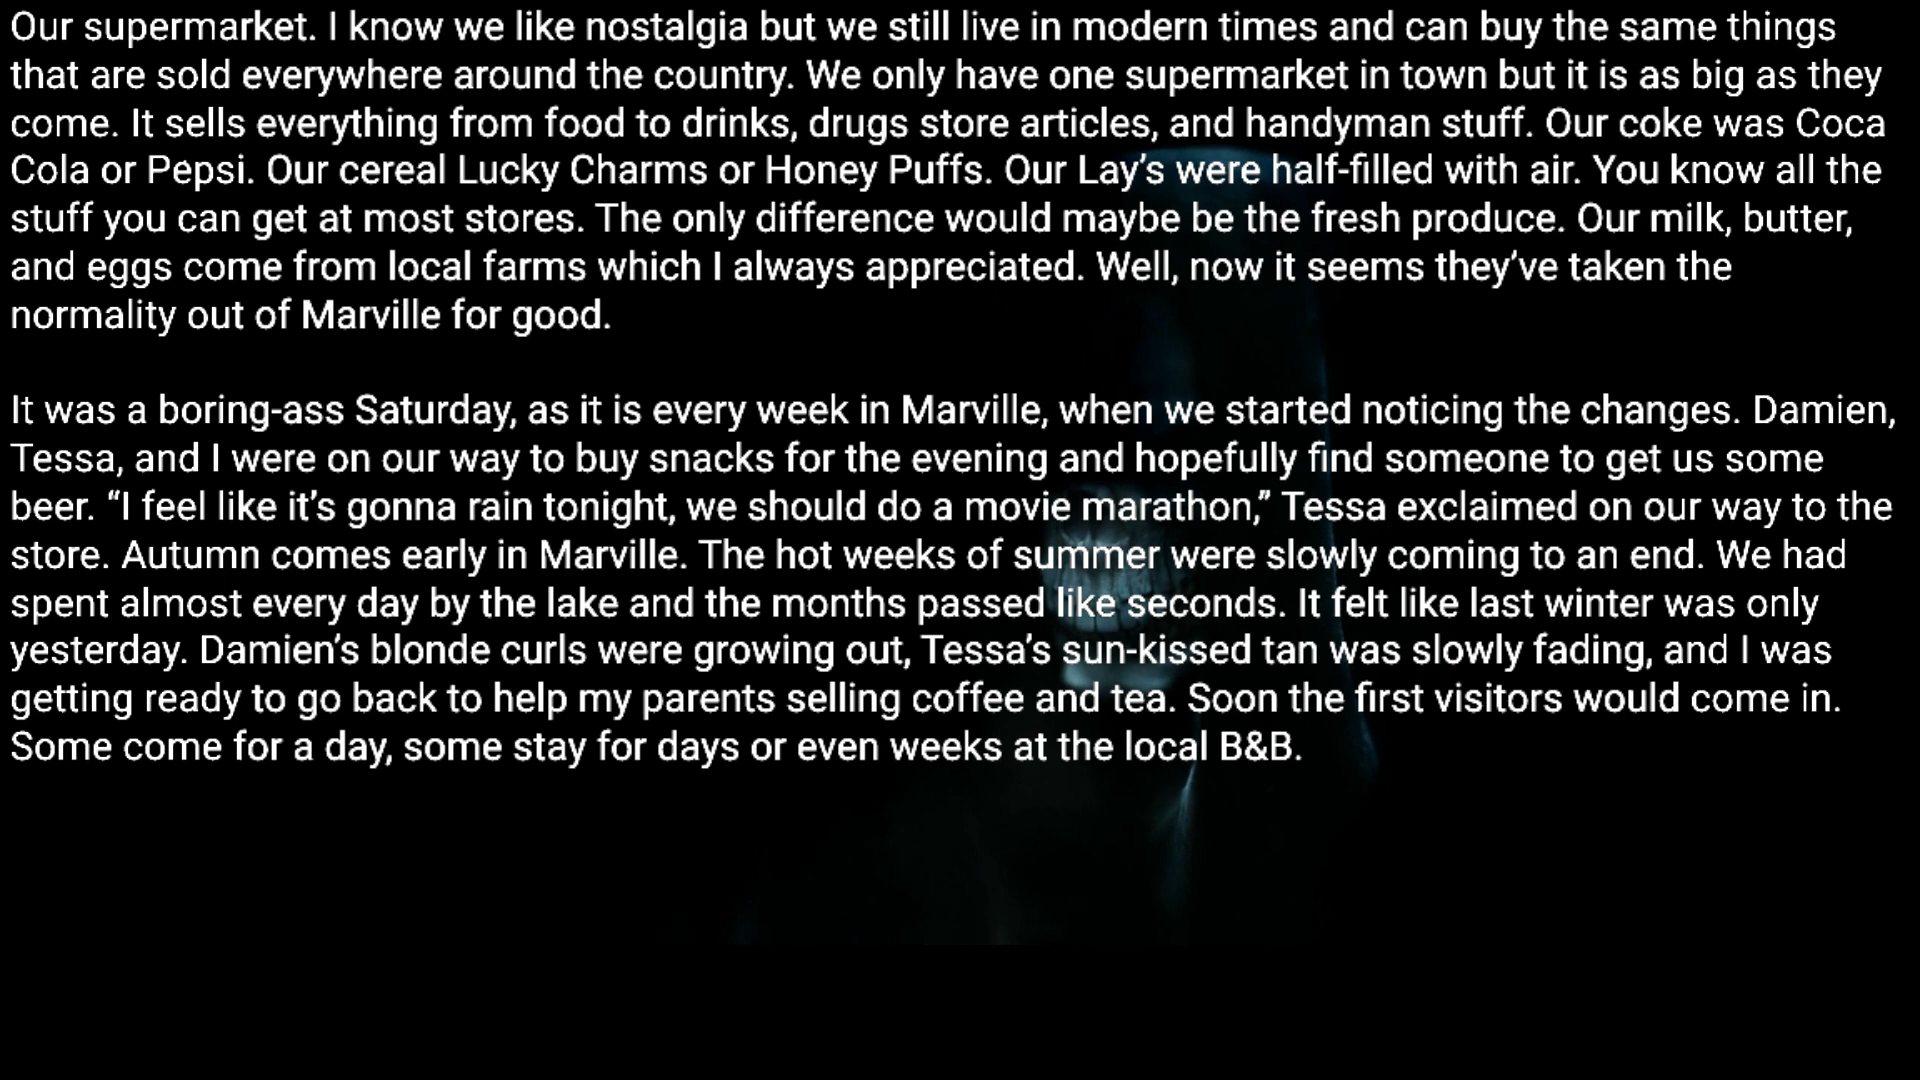 Our supermarket. I know we like nostalgia but we still live in modern times and can buy the same things
that are sold everywhere around the country. We only have one supermarket in town but it is as big as they
come. It sells everything from food to drinks, drugs store articles, and handyman stuff. Our coke was Coca
Cola or Pepsi. Our cereal Lucky Charms or Honey Puffs. Our Lay’s were half-filled with air. You know all the
stuff you can get at most stores. The only difference would maybe be the fresh produce. Our milk, butter,
and eggs come from local farms which I always appreciated. Well, now it seems they’ve taken the
normality out of Marville for good.
It was a boring-ass Saturday, as it is every week in Marville, when we started noticing the changes. Damien,
Tessa, and I were on our way to buy snacks for the evening and hopefully find someone to get us some
beer. “I feel like it’s gonna rain tonight, we should do a movie marathon,” Tessa exclaimed on our way to the
store. Autumn comes early in Marville. The hot weeks of summer were slowly coming to an end. We had
spent almost every day by the lake and the months passed like seconds. It felt like last winter was only
yesterday. Damien’s blonde curls were growing out, Tessa’s sun-kissed tan was slowly fading, and I was
getting ready to go back to help my parents selling coffee and tea. Soon the first visitors would come in.
Some come for a day, some stay for days or even weeks at the local B&B.